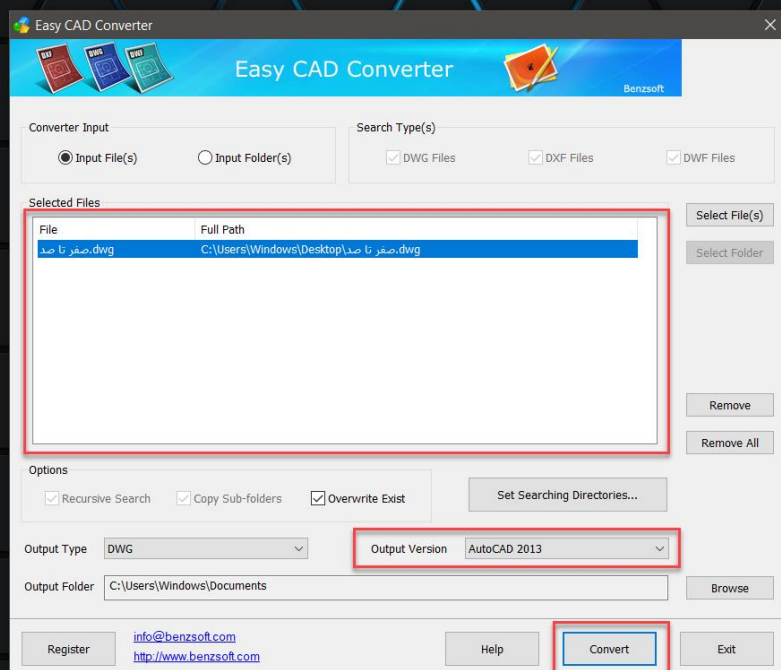 Easy CAD Converter
DXF DWG DWF
Easy CAD Converter
Benzsoft
Converter Input
Input File(s) Input Folder(s)
Search Type(s)
DWG Files DXF Files DWF Files
Selected Files
File Full Path
صفر تا صد.dwg C:\Users\Windows\Desktop\صفر تا صد.dwg
Select File(s)
Select Folder
Remove
Remove All
Options
Recursive Search Copy Sub-folders Overwrite Exist
Set Searching Directories...
Output Type DWG Output Version AutoCAD 2013
Output Folder C:\Users\Windows\Documents Browse
Register
info@benzsoft.com
http://www.benzsoft.com
Help Convert Exit